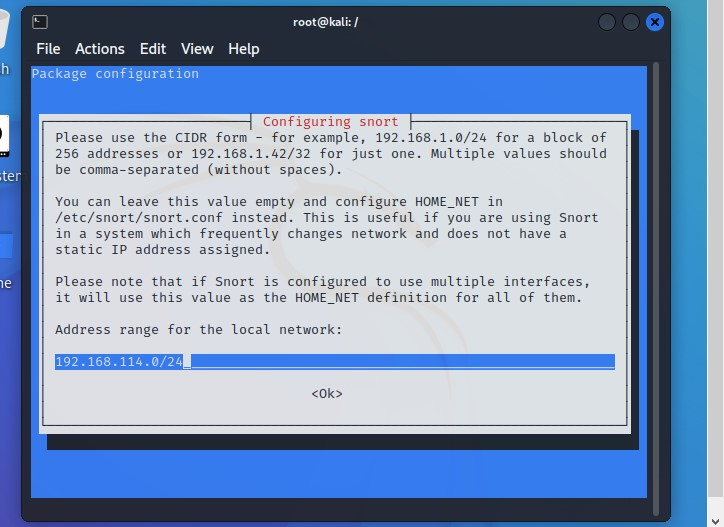 root@kali: /
File Actions Edit View Help
Package configuration
Configuring snort
Please use the CIDR form - for example, 192.168.1.0/24 for a block of
256 addresses or 192.168.1.42/32 for just one. Multiple values should
be comma-separated (without spaces).
You can leave this value empty and configure HOME_NET in
/etc/snort/snort.conf instead. This is useful if you are using Snort
in a system which frequently changes network and does not have a
static IP address assigned.
Please note that if Snort is configured to use multiple interfaces,
it will use this value as the HOME_NET definition for all of them.
Address range for the local network:
192.168.114.0/24
<Ok>